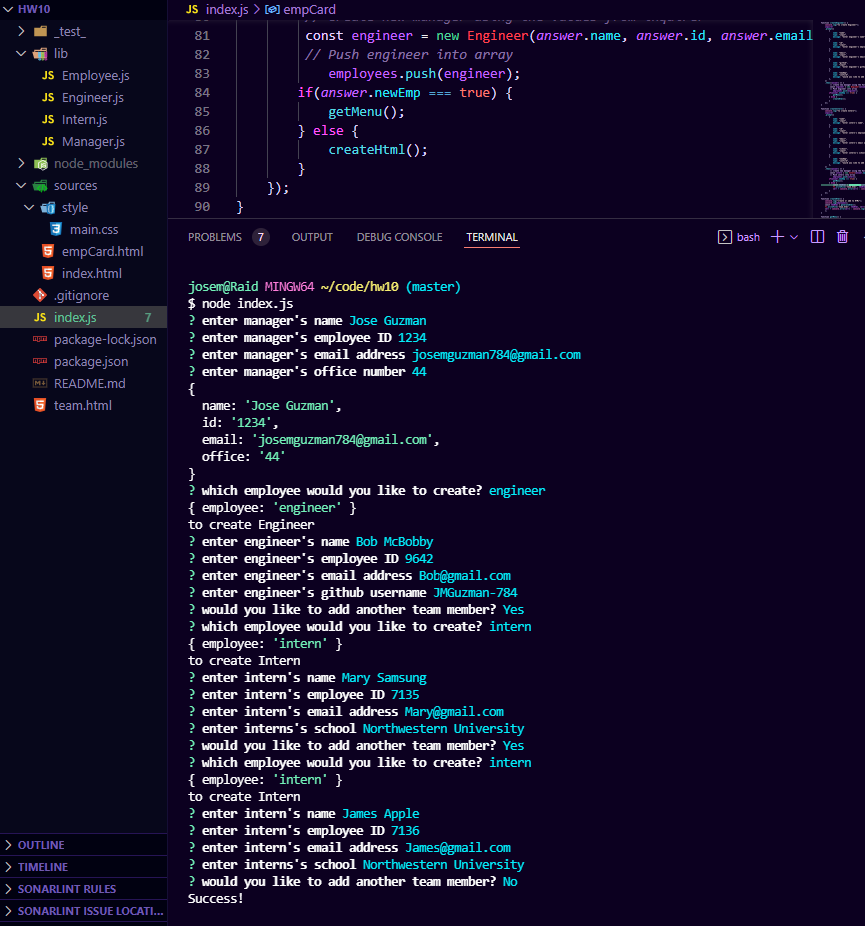 HW10
_test_
lib
JS Employee.js
JS Engineer.js
JS Intern.js
JS Manager.js
node_modules
sources
style
main.css
empCard.html
index.html
.gitignore
JS index.js 7
package-lock.json
package.json
README.md
team.html
OUTLINE
TIMELINE
SONARLINT RULES
SONARLINT ISSUE LOCATI...
JS index.js > empCard
81 const engineer = new Engineer(answer.name, answer.id, answer.email
82 // Push engineer into array
83 employees.push(engineer);
84 if(answer.newEmp === true) {
85 getMenu();
86 } else {
87 createHtml();
88 }
89 });
90 }
PROBLEMS 7 OUTPUT DEBUG CONSOLE TERMINAL bash
josem@Raid MINGW64 ~/code/hw10 (master)
$ node index.js
? enter manager's name Jose Guzman
? enter manager's employee ID 1234
? enter manager's email address josemguzman784@gmail.com
? enter manager's office number 44
{
name: 'Jose Guzman',
id: '1234',
email: 'josemguzman784@gmail.com',
office: '44'
}
? which employee would you like to create? engineer
{ employee: 'engineer' }
to create Engineer
? enter engineer's name Bob McBobby
? enter engineer's employee ID 9642
? enter engineer's email address Bob@gmail.com
? enter engineer's github username JMGuzman-784
? would you like to add another team member? Yes
? which employee would you like to create? intern
{ employee: 'intern' }
to create Intern
? enter intern's name Mary Samsung
? enter intern's employee ID 7135
? enter intern's email address Mary@gmail.com
? enter interns's school Northwestern University
? would you like to add another team member? Yes
? which employee would you like to create? intern
{ employee: 'intern' }
to create Intern
? enter intern's name James Apple
? enter intern's employee ID 7136
? enter intern's email address James@gmail.com
? enter interns's school Northwestern University
? would you like to add another team member? No
Success!